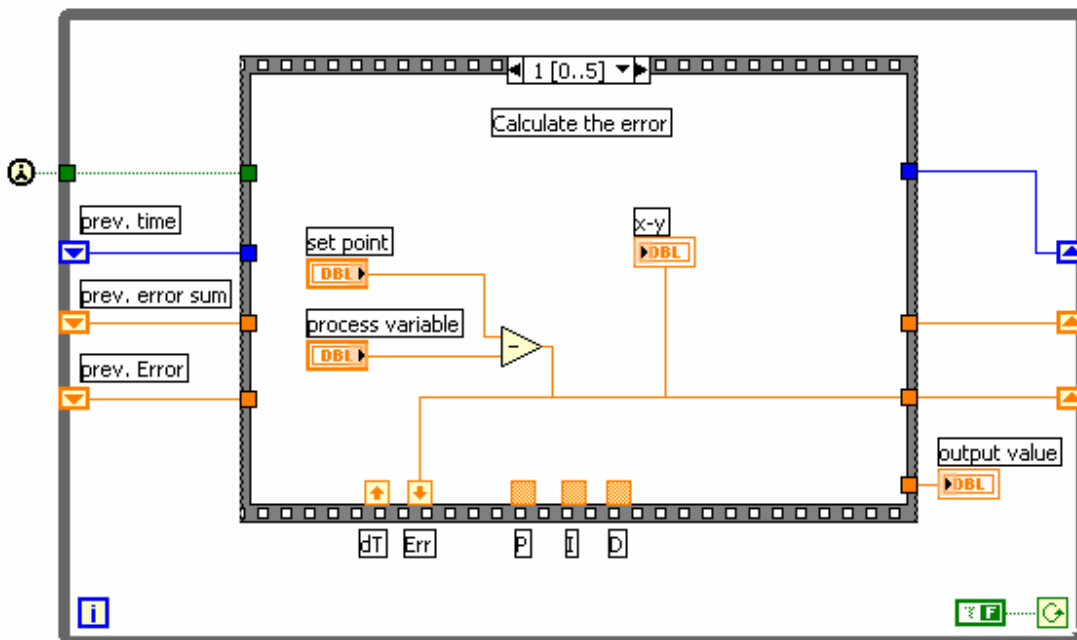 1 [0..5]
Calculate the error
prev. time
set point
x-y
DBL
DBL
prev. error sum
process variable
DBL
prev. Error
output value
DBL
dT Err P I D
i
F